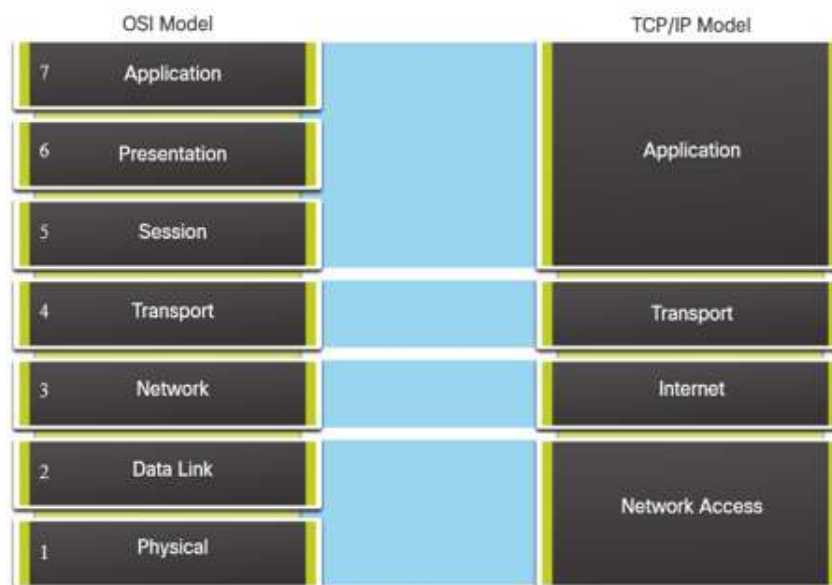 OSI Model
TCP/IP Model
7 Application
6 Presentation
5 Session
4 Transport
3 Network
2 Data Link
1 Physical
Application
Transport
Internet
Network Access